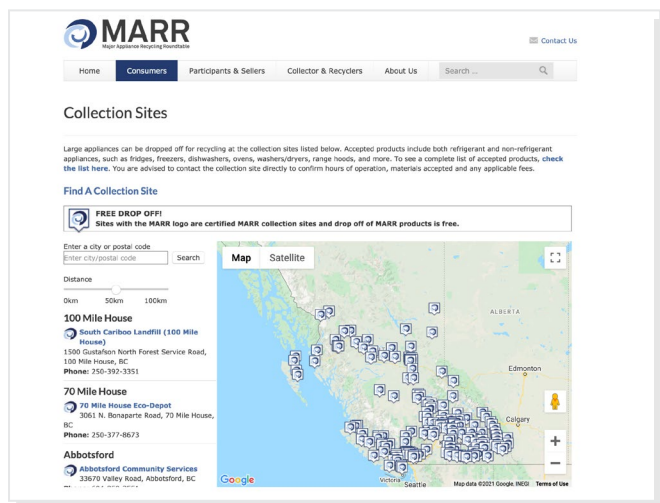 MARR
Major Appliance Recycling Roundtable
Contact Us
Home Consumers Participants & Sellers Collector & Recyclers About Us Search ...
Collection Sites
Large appliances can be dropped off for recycling at the collection sites listed below. Accepted products include both refrigerant and non-refrigerant
appliances, such as fridges, freezers, dishwashers, ovens, washers/dryers, range hoods, and more. To see a complete list of accepted products, check
the list here. You are advised to contact the collection site directly to confirm hours of operation, materials accepted and any applicable fees.
Find A Collection Site
FREE DROP OFF!
Sites with the MARR logo are certified MARR collection sites and drop off of MARR products is free.
Enter a city or postal code
Enter city/postal code Search
Distance
0km 50km 100km
100 Mile House
South Cariboo Landfill (100 Mile
House)
1500 Gustafson North Forest Service Road,
100 Mile House, BC
Phone: 250-392-3351
70 Mile House
70 Mile House Eco-Depot
3061 N. Bonaparte Road, 70 Mile House,
BC
Phone: 250-377-8673
Abbotsford
Abbotsford Community Services
33670 Valley Road, Abbotsford, BC
Map Satellite
ALBERTA
Edmonton
Calgary
Victoria
Seattle
Google
Map data ©2021 Google, INEGI Terms of Use